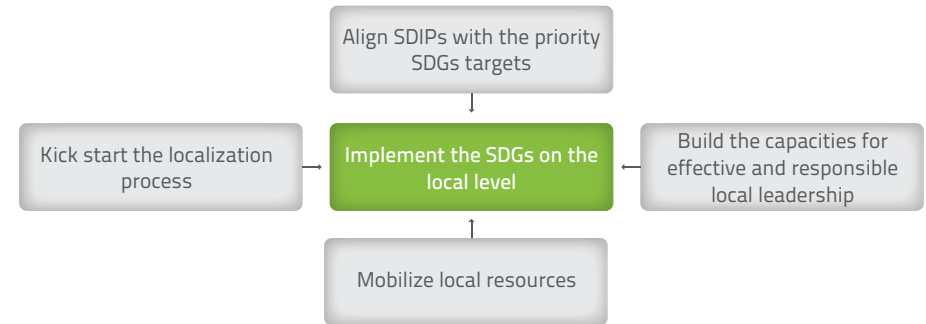 Align SDIPs with the priority
SDGs targets
Kick start the localization
process
Implement the SDGs on the
local level
Build the capacities for
effective and responsible
local leadership
Mobilize local resources